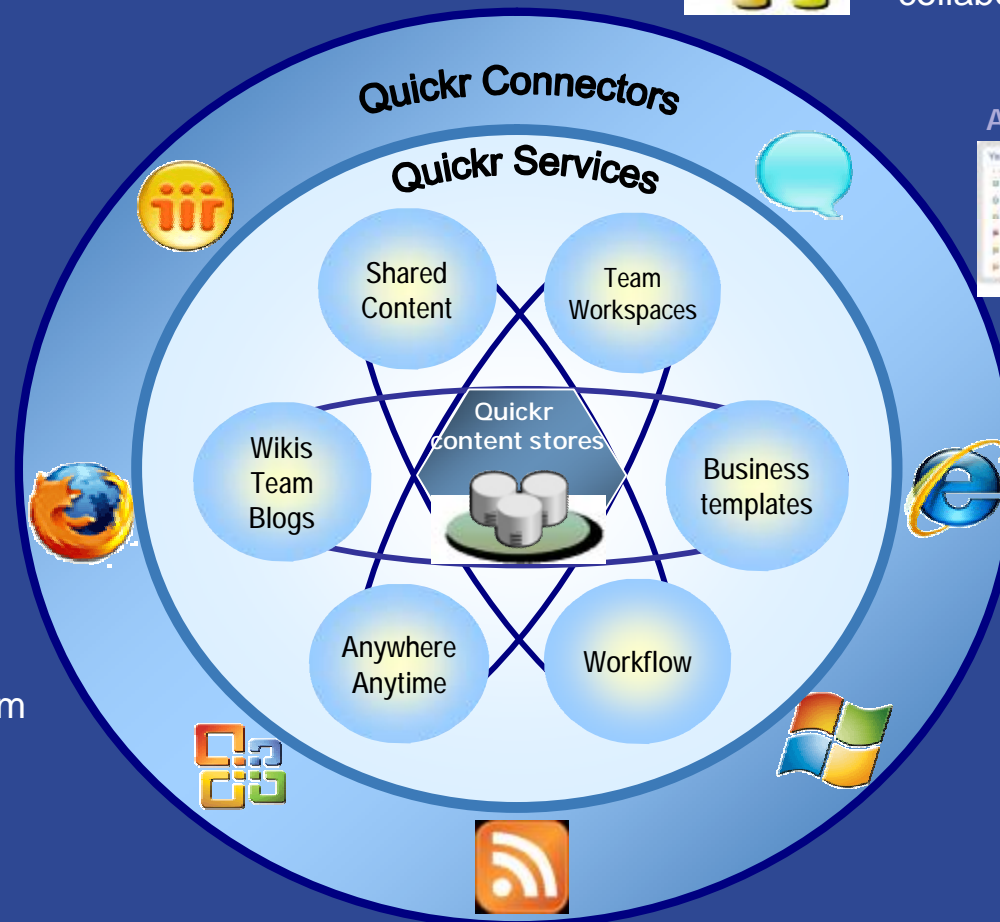 Quickr Connectors
Quickr Services
Shared
Content
Team
Workspaces
Quickr
content stores
Wikis
Team
Blogs
Business
templates
Anywhere
Anytime
Workflow